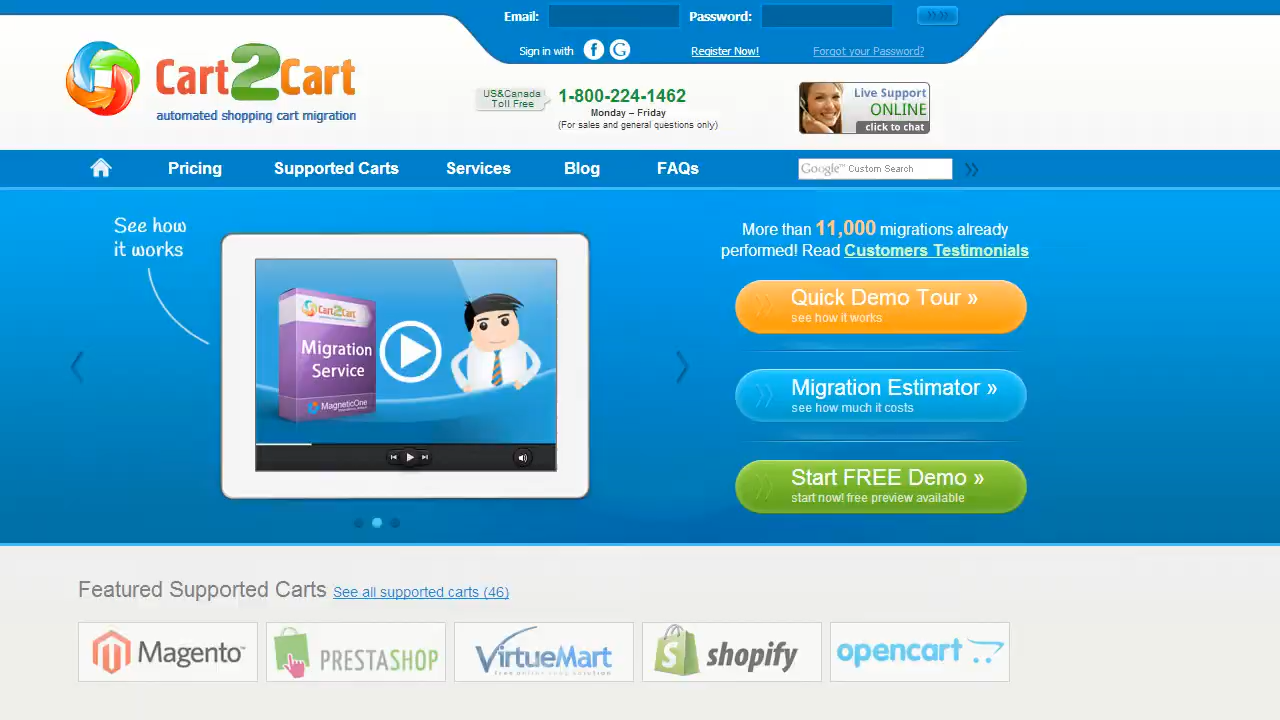 Email:
Password:
Sign in with
Register Now!
Forgot your Password?
Cart2Cart
automated shopping cart migration
US&Canada
Toll Free
1-800-224-1462
Monday – Friday
(For sales and general questions only)
Live Support
ONLINE
click to chat
Pricing
Supported Carts
Services
Blog
FAQs
Google™ Custom Search
See how
it works
Cart2Cart
Migration
Service
MagneticOne
More than 11,000 migrations already
performed! Read Customers Testimonials
Quick Demo Tour »
see how it works
Migration Estimator »
see how much it costs
Start FREE Demo »
start now! free preview available
Featured Supported Carts
See all supported carts (46)
Magento™
PRESTASHOP
VirtueMart
shopify
opencart